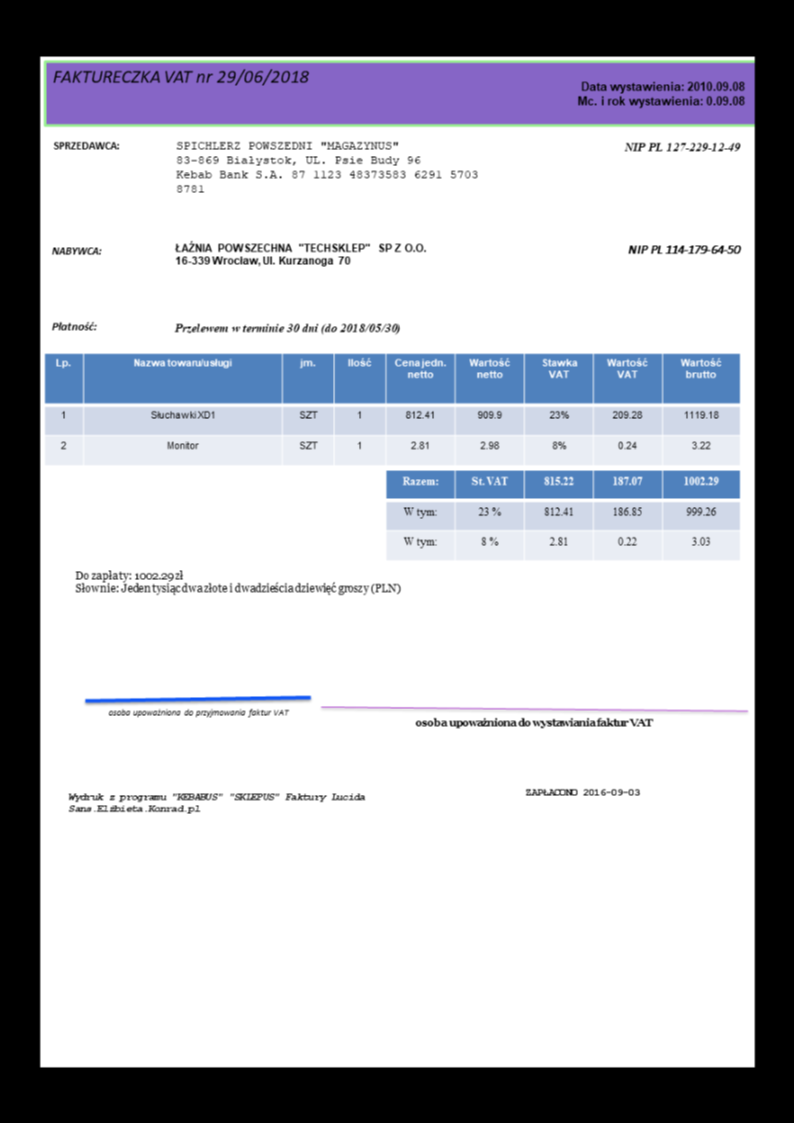 FAKTURECZKA VAT nr 29/06/2018
Data wystawienia: 2010.09.08
Mc. i rok wystawienia: 0.09.08
SPRZEDAWCA:
SPICHLERZ POWSZEDNI "MAGAZYNUS"
83-869 Białystok, UL. Psie Budy 96
Kebab Bank S.A. 87 1123 48373583 6291 5703
8781
NIP PL 127-229-12-49
NABYWCA:
ŁAŹNIA POWSZECHNA "TECHSKLEP" SP Z O.O.
16-339 Wrocław, Ul. Kurzanoga 70
NIP PL 114-179-64-50
Płatność: Przelewem w terminie 30 dni (do 2018/05/30)
Lp. Nazwa towaru/usługi jm. Ilość Cena jedn. netto Wartość netto Stawka VAT Wartość VAT Wartość brutto
1 Słuchawki XD1 SZT 1 812.41 909.9 23% 209.28 1119.18
2 Monitor SZT 1 2.81 2.98 8% 0.24 3.22
Razem: St. VAT 815.22 187.07 1002.29
W tym: 23 % 812.41 186.85 999.26
W tym: 8 % 2.81 0.22 3.03
Do zapłaty: 1002.29 zł
Słownie: Jeden tysiąc dwa złote i dwadzieścia dziewięć groszy (PLN)
osoba upoważniona do przyjmowania faktur VAT
osoba upoważniona do wystawiania faktur VAT
Wydruk z programu "KEBABUS" "SKLEPUS" Faktury Lucida
Sans.Elżbieta.Konrad.pl
ZAPŁACONO 2016-09-03